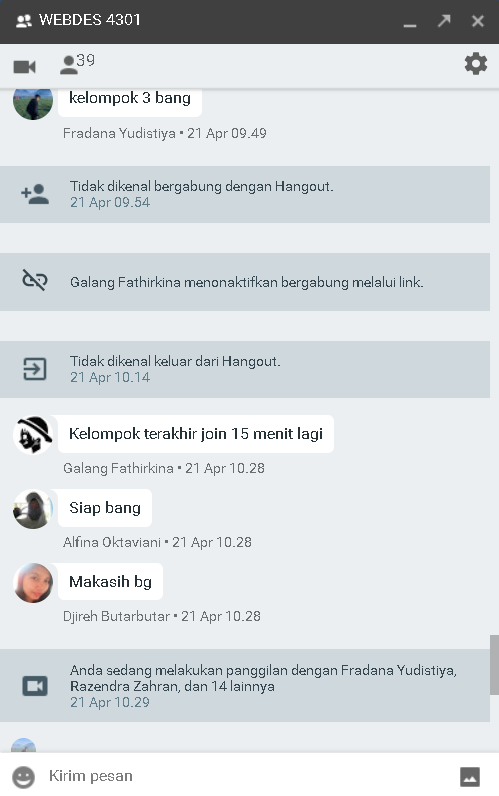 WEBDES 4301
39
kelompok 3 bang
Fradana Yudistiya • 21 Apr 09.49
Tidak dikenal bergabung dengan Hangout.
21 Apr 09.54
Galang Fathirkina menonaktifkan bergabung melalui link.
Tidak dikenal keluar dari Hangout.
21 Apr 10.14
Kelompok terakhir join 15 menit lagi
Galang Fathirkina • 21 Apr 10.28
Siap bang
Alfina Oktaviani • 21 Apr 10.28
Makasih bg
Djireh Butarbutar • 21 Apr 10.28
Anda sedang melakukan panggilan dengan Fradana Yudistiya,
Razendra Zahran, dan 14 lainnya
21 Apr 10.29
Kirim pesan